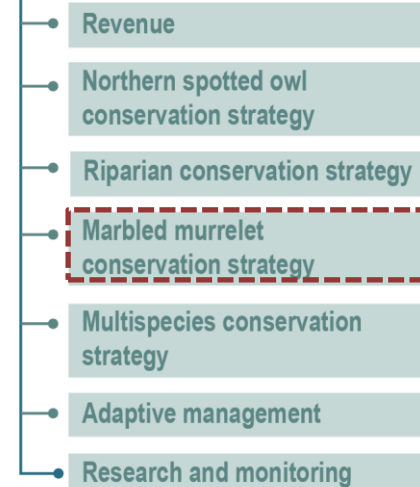 Revenue
Northern spotted owl
conservation strategy
Riparian conservation strategy
Marbled murrelet
conservation strategy
Multispecies conservation
strategy
Adaptive management
Research and monitoring